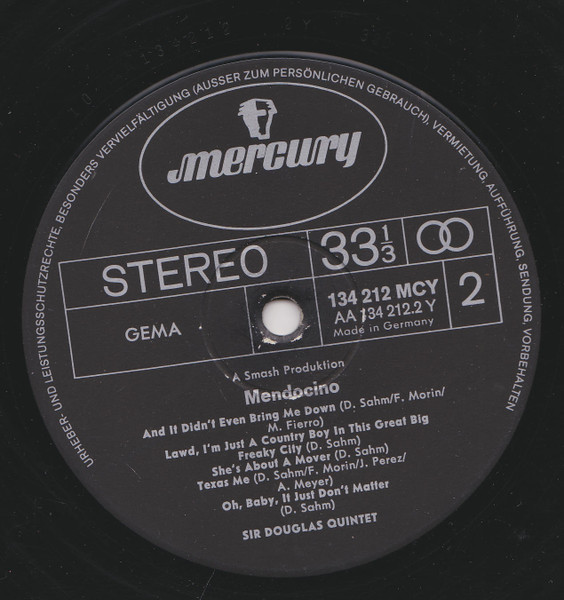 URHEBER- UND LEISTUNGSSCHUTZRECHTE, BESONDERS VERVIELFÄLTIGUNG (AUSSER ZUM PERSÖNLICHEN GEBRAUCH), VERMIETUNG, AUFFÜHRUNG, SENDUNG, VORBEHALTEN
mercury
STEREO
33 1/3
GEMA
134 212 MCY
AA 134 212.2 Y
Made in Germany
2
A Smash Produktion
Mendocino
And It Didn't Even Bring Me Down (D. Sahm/F. Morin/
M. Fierro)
Lawd, I'm Just A Country Boy In This Great Big
Freaky City (D. Sahm)
She's About A Mover (D. Sahm)
Texas Me (D. Sahm/F. Morin/J. Perez/
A. Meyer)
Oh, Baby, It Just Don't Matter
(D. Sahm)
SIR DOUGLAS QUINTET